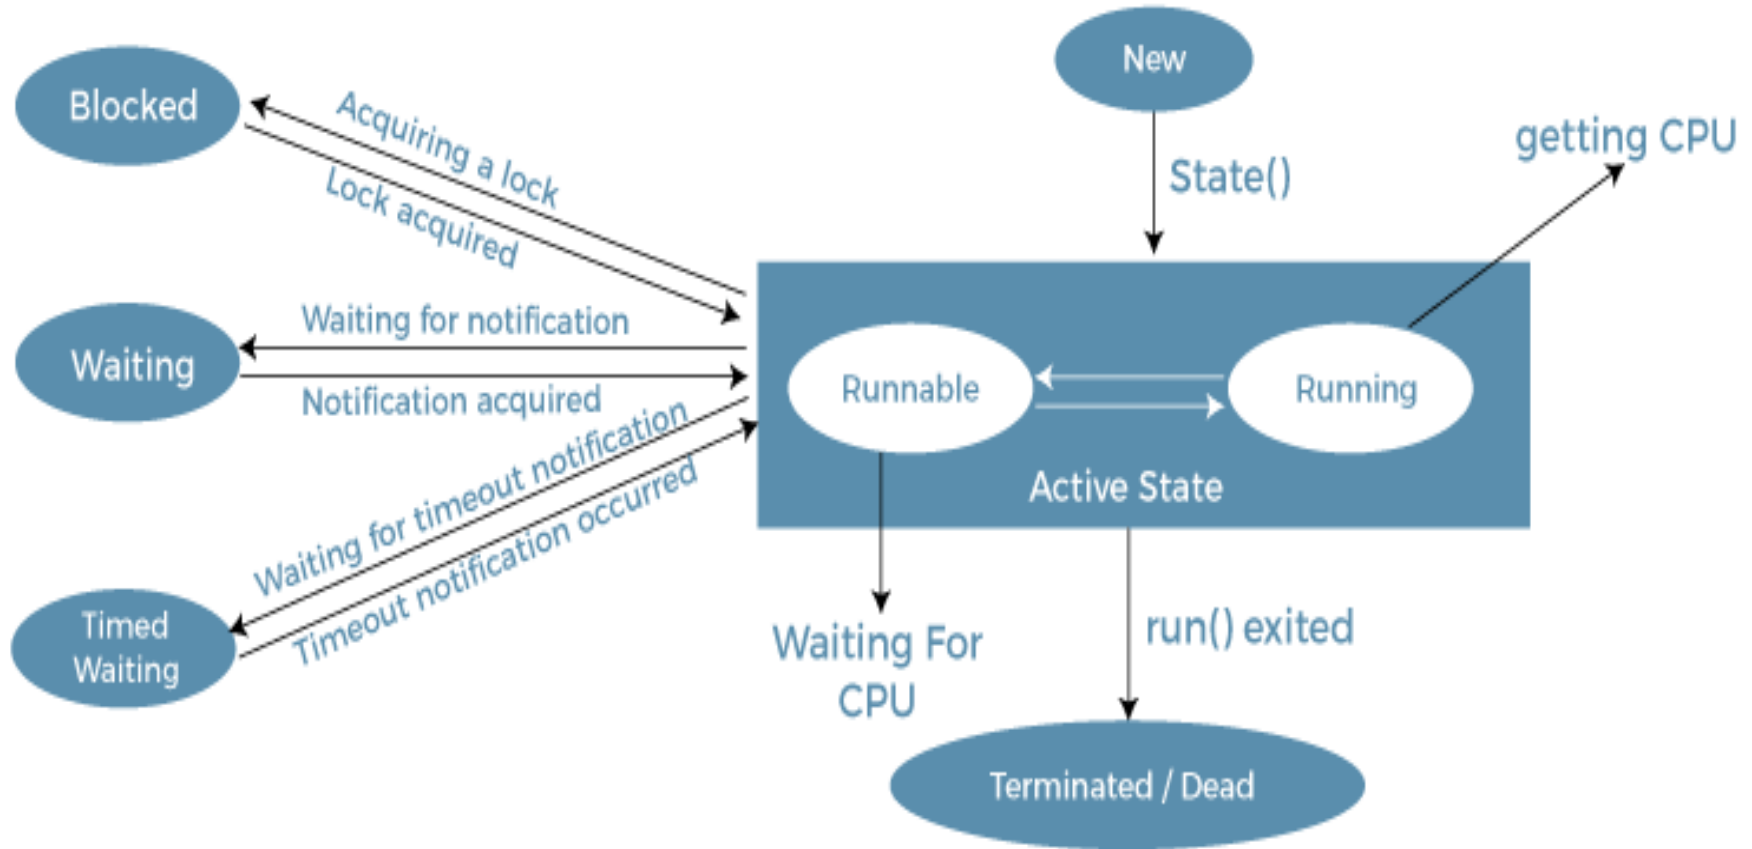 New
Blocked
Acquiring a lock
Lock acquired
State()
getting CPU
Waiting for notification
Waiting
Notification acquired
Runnable
Running
Active State
Waiting for timeout notification
Timeout notification occurred
Timed
Waiting
Waiting For
CPU
run() exited
Terminated / Dead